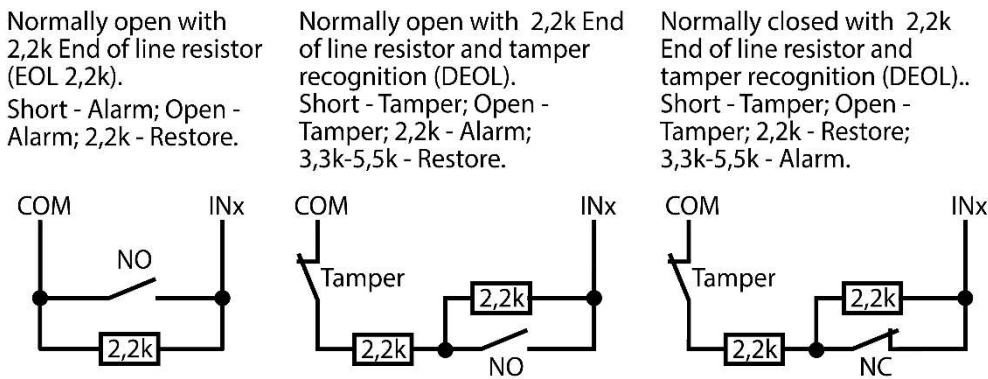 Normally open with
2,2k End of line resistor
(EOL 2,2k).
Short - Alarm; Open -
Alarm; 2,2k - Restore.
COM
INx
NO
2,2k
Normally open with  2,2k End
of line resistor and tamper
recognition (DEOL).
Short - Tamper; Open -
Tamper; 2,2k - Alarm;
3,3k-5,5k - Restore.
COM
INx
Tamper
2,2k
2,2k
NO
Normally closed with  2,2k
End of line resistor and
tamper recognition (DEOL)..
Short - Tamper; Open -
Tamper; 2,2k - Restore;
3,3k-5,5k - Alarm.
COM
INx
Tamper
2,2k
2,2k
NC